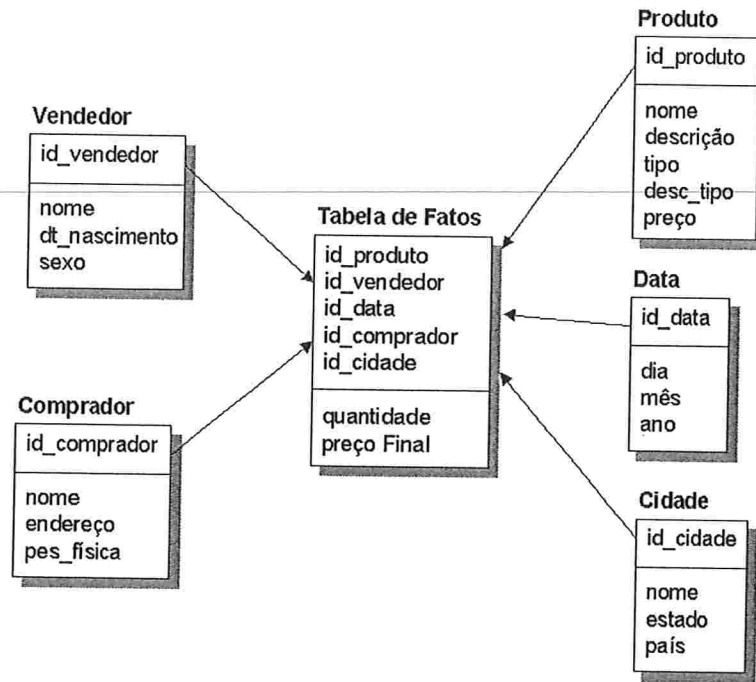 Vendedor
id_vendedor
nome
dt_nascimento
sexo
Comprador
id_comprador
nome
endereço
pes_física
Tabela de Fatos
id_produto
id_vendedor
id_data
id_comprador
id_cidade
quantidade
preço Final
Produto
id_produto
nome
descrição
tipo
desc_tipo
preço
Data
id_data
dia
mês
ano
Cidade
id_cidade
nome
estado
país